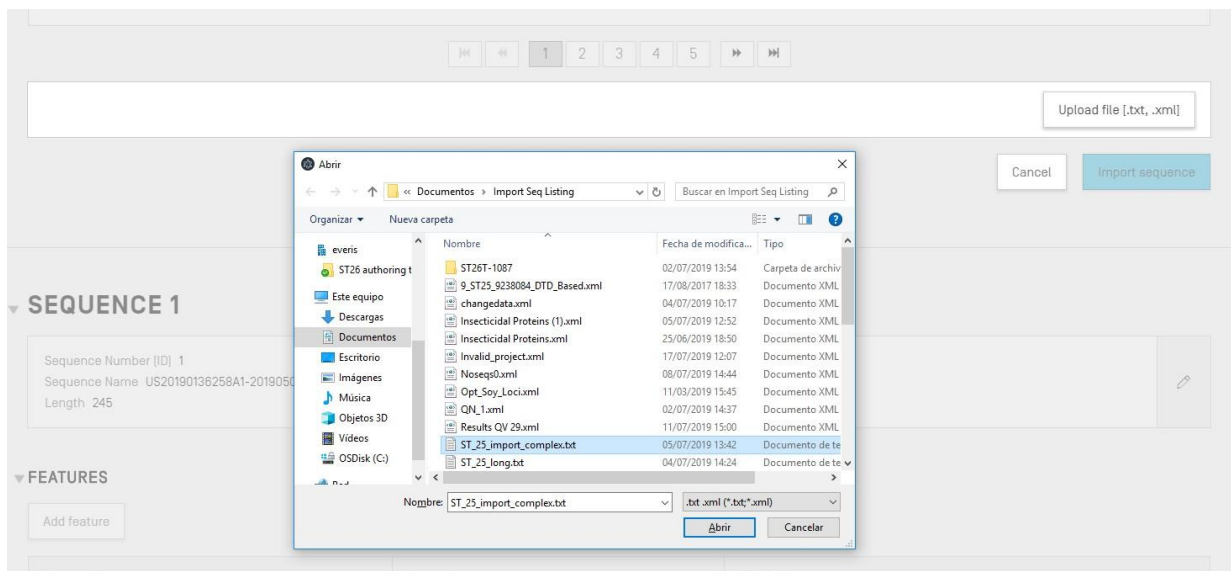 1 2 3 4 5
Upload file [.txt, .xml]
Cancel Import sequence
Abrir
« Documentos › Import Seq Listing
Buscar en Import Seq Listing
Organizar Nueva carpeta
everis
ST26 authoring t
Este equipo
Descargas
Documentos
Escritorio
Imágenes
Música
Objetos 3D
Vídeos
OSDisk (C:)
Nombre Fecha de modifica... Tipo
ST26T-1087 02/07/2019 13:54 Carpeta de archiv
9_ST25_9238084_DTD_Based.xml 17/08/2017 18:33 Documento XML
changedata.xml 04/07/2019 10:17 Documento XML
Insecticidal Proteins (1).xml 05/07/2019 12:52 Documento XML
Insecticidal Proteins.xml 25/06/2019 18:50 Documento XML
Invalid_project.xml 17/07/2019 12:07 Documento XML
Noseqs0.xml 08/07/2019 14:44 Documento XML
Opt_Soy_Loci.xml 11/03/2019 15:45 Documento XML
QN_1.xml 02/07/2019 14:37 Documento XML
Results QV 29.xml 11/07/2019 15:00 Documento XML
ST_25_import_complex.txt 05/07/2019 13:42 Documento de te
ST_25_long.txt 04/07/2019 14:24 Documento de te
Nombre: ST_25_import_complex.txt .txt .xml (*.txt;*.xml)
Abrir Cancelar
SEQUENCE 1
Sequence Number [ID] 1
Sequence Name US20190136258A1-2019050
Length 245
FEATURES
Add feature